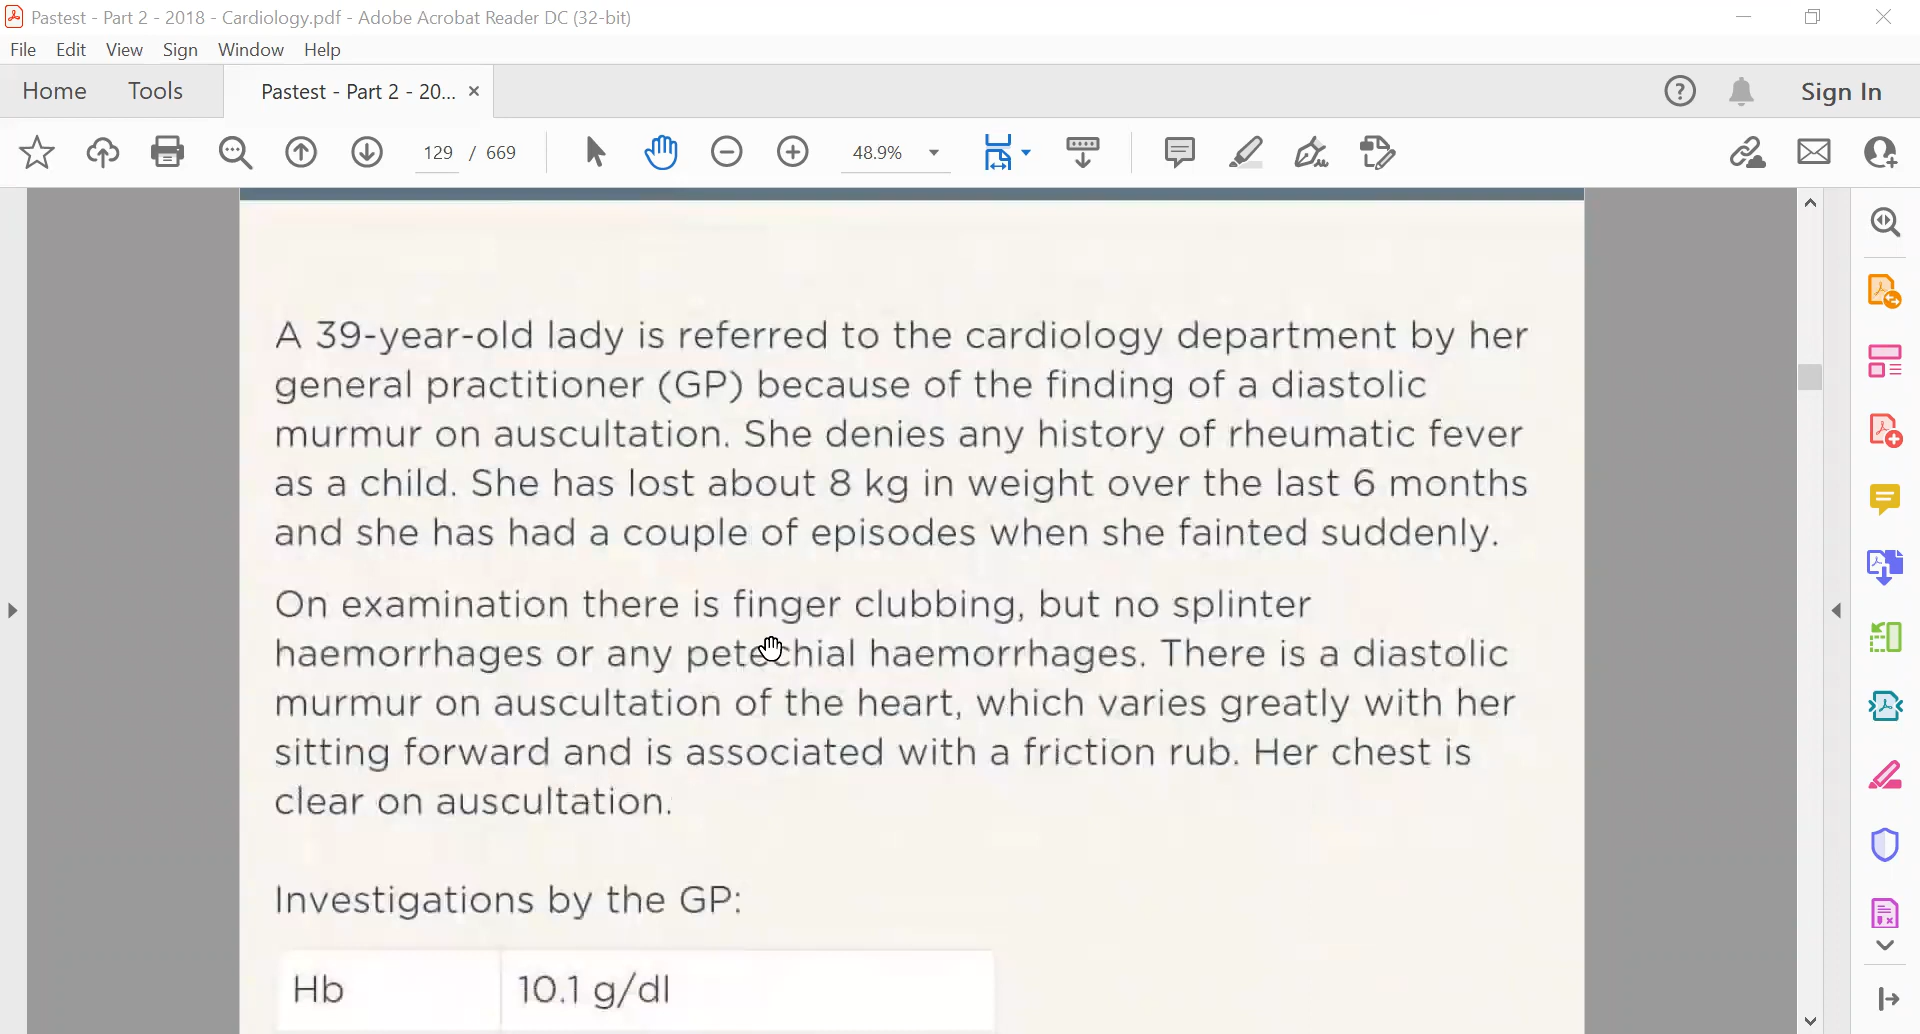 Pastest - Part 2 - 2018 - Cardiology.pdf - Adobe Acrobat Reader DC (32-bit)
File Edit View Sign Window Help
Home Tools Pastest - Part 2 - 20... × Sign In
129 / 669 48.9%
A 39-year-old lady is referred to the cardiology department by her
general practitioner (GP) because of the finding of a diastolic
murmur on auscultation. She denies any history of rheumatic fever
as a child. She has lost about 8 kg in weight over the last 6 months
and she has had a couple of episodes when she fainted suddenly.
On examination there is finger clubbing, but no splinter
haemorrhages or any petechial haemorrhages. There is a diastolic
murmur on auscultation of the heart, which varies greatly with her
sitting forward and is associated with a friction rub. Her chest is
clear on auscultation.
Investigations by the GP:
Hb 10.1 g/dl